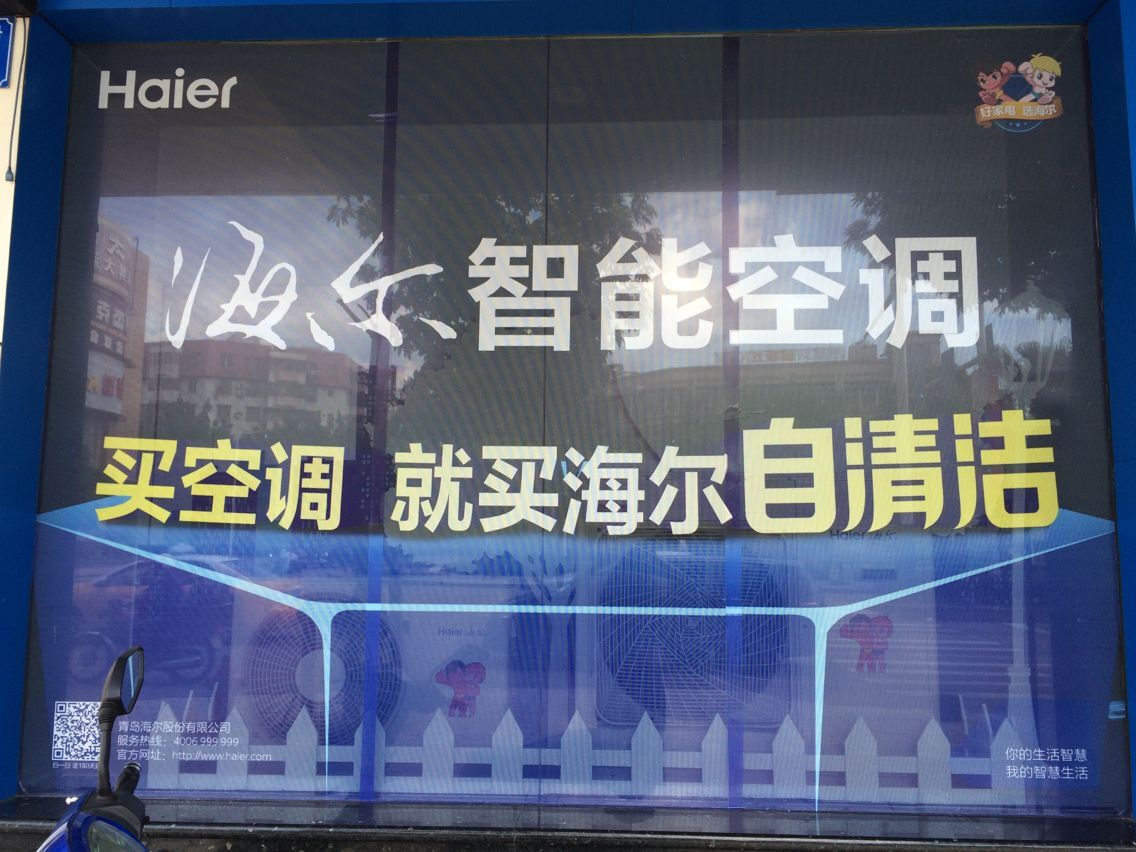 Haier
好家电 选海尔
海尔智能空调
买空调 就买海尔自清洁
Haier
Haier
青岛海尔股份有限公司
服务热线：4006 999 999
官方网址：http://www.haier.com
你的生活智慧
我的智慧生活